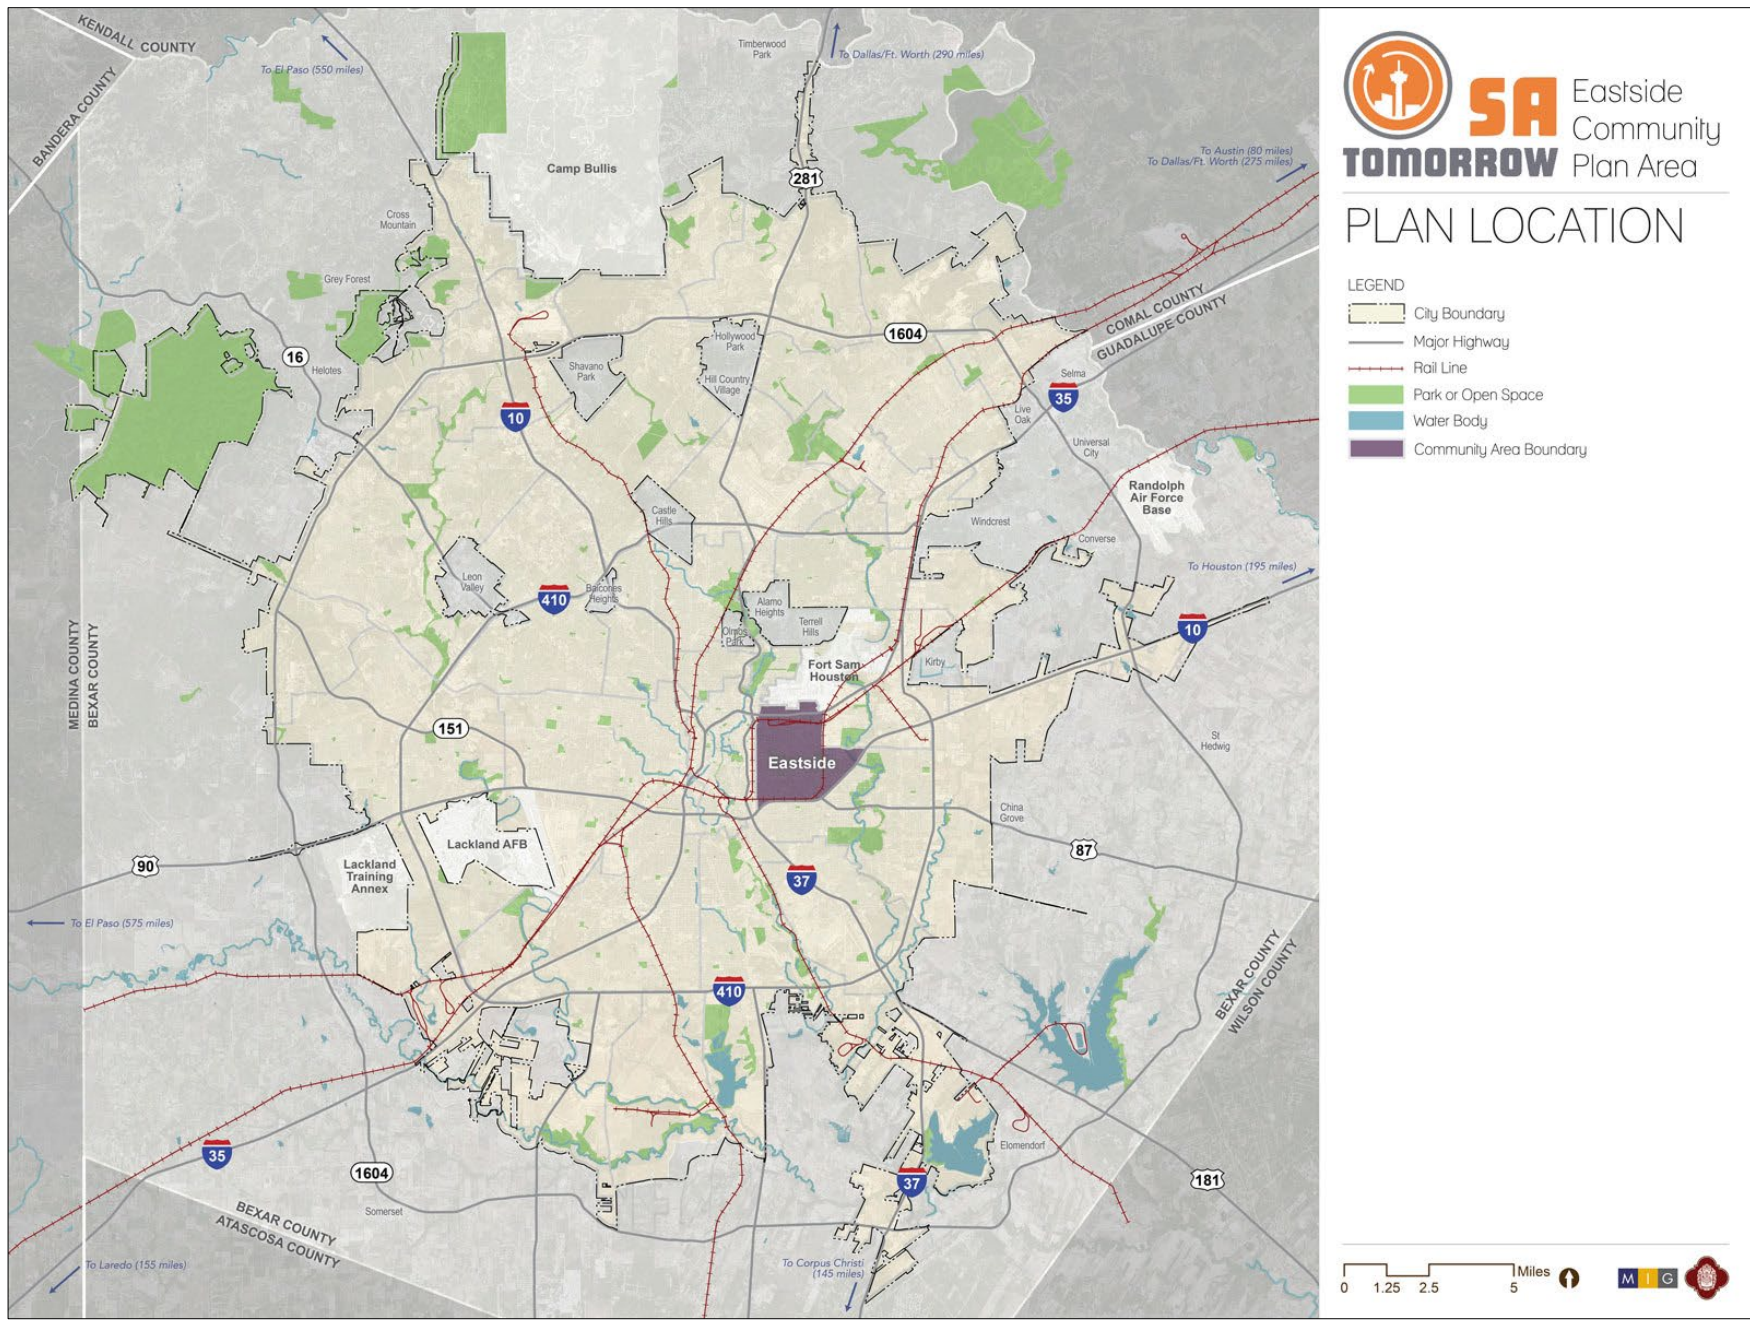 KENDALL COUNTY
BANDERA COUNTY
To El Paso (550 miles)
Timberwood
Park
To Dallas/Ft. Worth (290 miles)
To Austin (80 miles)
To Dallas/Ft. Worth (275 miles)
Camp Bullis
281
Cross
Mountain
Grey Forest
COMAL COUNTY
GUADALUPE COUNTY
1604
Hollywood
Park
16
Helotes
Shavano
Park
Hill Country
Village
Selma
35
10
Live
Oak
Universal
City
Randolph
Air Force
Base
Castle
Hills
Windcrest
Converse
To Houston (195 miles)
Leon
Valley
410
Balcones
Heights
Alamo
Heights
Terrell
Hills
Olmos
Park
10
Kirby
Fort Sam
Houston
MEDINA COUNTY
BEXAR COUNTY
151
St
Hedwig
Eastside
China
Grove
Lackland AFB
87
90
Lackland
Training
Annex
37
To El Paso (575 miles)
BEXAR COUNTY
WILSON COUNTY
410
Elomendorf
35
1604
37
181
Somerset
BEXAR COUNTY
ATASCOSA COUNTY
To Laredo (155 miles)
To Corpus Christi
(145 miles)
SA
TOMORROW
Eastside
Community
Plan Area
PLAN LOCATION
LEGEND
City Boundary
Major Highway
Rail Line
Park or Open Space
Water Body
Community Area Boundary
Miles
0 1.25 2.5 5
M I G